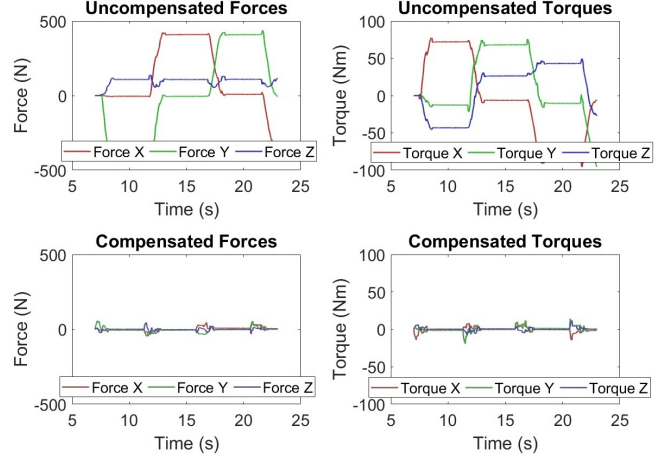 Uncompensated Forces
500
0
-500
Force (N)
Force X Force Y Force Z
5 10 15 20 25
Time (s)
Uncompensated Torques
100
50
0
-50
-100
Torque (Nm)
Torque X Torque Y Torque Z
5 10 15 20 25
Time (s)
Compensated Forces
500
0
-500
Force (N)
Force X Force Y Force Z
5 10 15 20 25
Time (s)
Compensated Torques
100
50
0
-50
-100
Torque (Nm)
Torque X Torque Y Torque Z
5 10 15 20 25
Time (s)